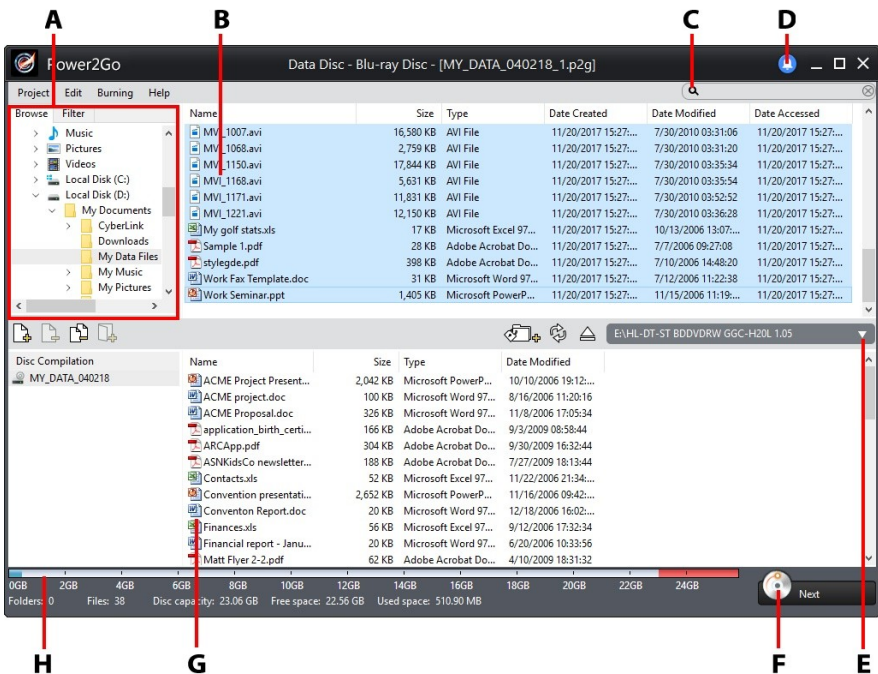 A B C D
Power2Go Data Disc - Blu-ray Disc - [MY_DATA_040218_1.p2g]
Project Edit Burning Help
Browse Filter Name Size Type Date Created Date Modified Date Accessed
Music MVI_1007.avi 16,580 KB AVI File 11/20/2017 15:27:... 7/30/2010 03:31:06 11/20/2017 15:27:...
Pictures MVI_1068.avi 2,759 KB AVI File 11/20/2017 15:27:... 7/30/2010 03:31:20 11/20/2017 15:27:...
Videos MVI_1150.avi 17,844 KB AVI File 11/20/2017 15:27:... 7/30/2010 03:35:34 11/20/2017 15:27:...
Local Disk (C:) MVI_1168.avi 5,631 KB AVI File 11/20/2017 15:27:... 7/30/2010 03:35:54 11/20/2017 15:27:...
Local Disk (D:) MVI_1171.avi 11,831 KB AVI File 11/20/2017 15:27:... 7/30/2010 03:52:52 11/20/2017 15:27:...
My Documents MVI_1221.avi 12,150 KB AVI File 11/20/2017 15:27:... 7/30/2010 03:36:28 11/20/2017 15:27:...
CyberLink My golf stats.xls 17 KB Microsoft Excel 97... 11/20/2017 15:27:... 10/13/2006 13:07:... 11/20/2017 15:27:...
Downloads Sample 1.pdf 28 KB Adobe Acrobat Do... 11/20/2017 15:27:... 7/7/2006 09:27:08 11/20/2017 15:27:...
My Data Files stylegde.pdf 398 KB Adobe Acrobat Do... 11/20/2017 15:27:... 7/10/2006 14:48:20 11/20/2017 15:27:...
My Music Work Fax Template.doc 31 KB Microsoft Word 97... 11/20/2017 15:27:... 7/12/2006 11:22:38 11/20/2017 15:27:...
My Pictures Work Seminar.ppt 1,405 KB Microsoft PowerP... 11/20/2017 15:27:... 11/15/2006 11:19:... 11/20/2017 15:27:...
E:\HL-DT-ST BDDVDRW GGC-H20L 1.05
Disc Compilation Name Size Type Date Modified
MY_DATA_040218 ACME Project Present... 2,042 KB Microsoft PowerP... 10/10/2006 19:12:...
ACME project.doc 100 KB Microsoft Word 97... 8/16/2006 11:20:16
ACME Proposal.doc 326 KB Microsoft Word 97... 11/8/2006 17:05:34
application_birth_certi... 166 KB Adobe Acrobat Do... 9/3/2009 08:58:44
ARCApp.pdf 304 KB Adobe Acrobat Do... 9/30/2009 16:32:44
ASNKidsCo newsletter... 188 KB Adobe Acrobat Do... 7/27/2009 18:13:44
Contacts.xls 52 KB Microsoft Excel 97... 11/22/2006 21:34:...
Convention presentati... 2,652 KB Microsoft PowerP... 11/16/2006 09:42:...
Conventon Report.doc 20 KB Microsoft Word 97... 12/18/2006 16:02:...
Finances.xls 56 KB Microsoft Excel 97... 9/12/2006 17:32:34
Financial report - Janu... 20 KB Microsoft Word 97... 6/20/2006 10:33:56
Matt Flyer 2-2.pdf 62 KB Adobe Acrobat Do... 4/10/2009 18:31:32
0GB 2GB 4GB 6GB 8GB 10GB 12GB 14GB 16GB 18GB 20GB 22GB 24GB
Folders: 0 Files: 38 Disc capacity: 23.06 GB Free space: 22.56 GB Used space: 510.90 MB Next
H G F E